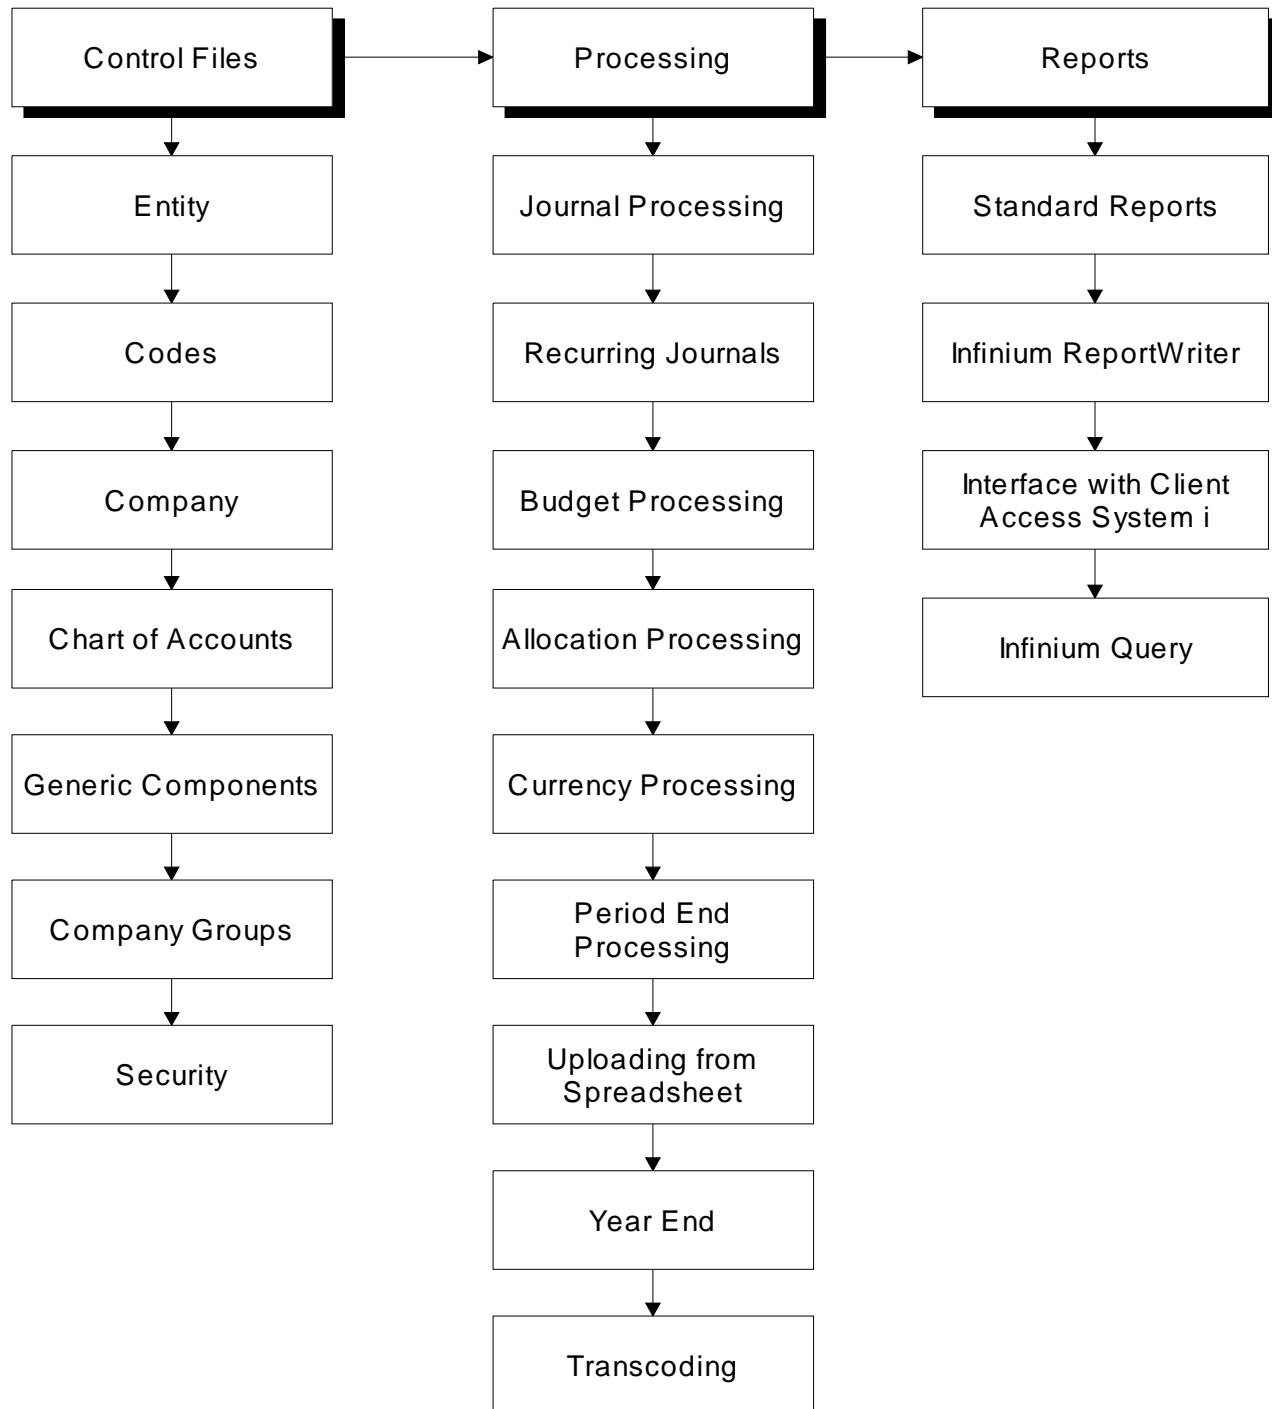 Control Files
Processing
Reports
Entity
Journal Processing
Standard Reports
Codes
Recurring Journals
Infinium ReportWriter
Company
Budget Processing
Interface with Client
Access System i
Chart of Accounts
Allocation Processing
Infinium Query
Generic Components
Currency Processing
Company Groups
Period End
Processing
Security
Uploading from
Spreadsheet
Year End
Transcoding